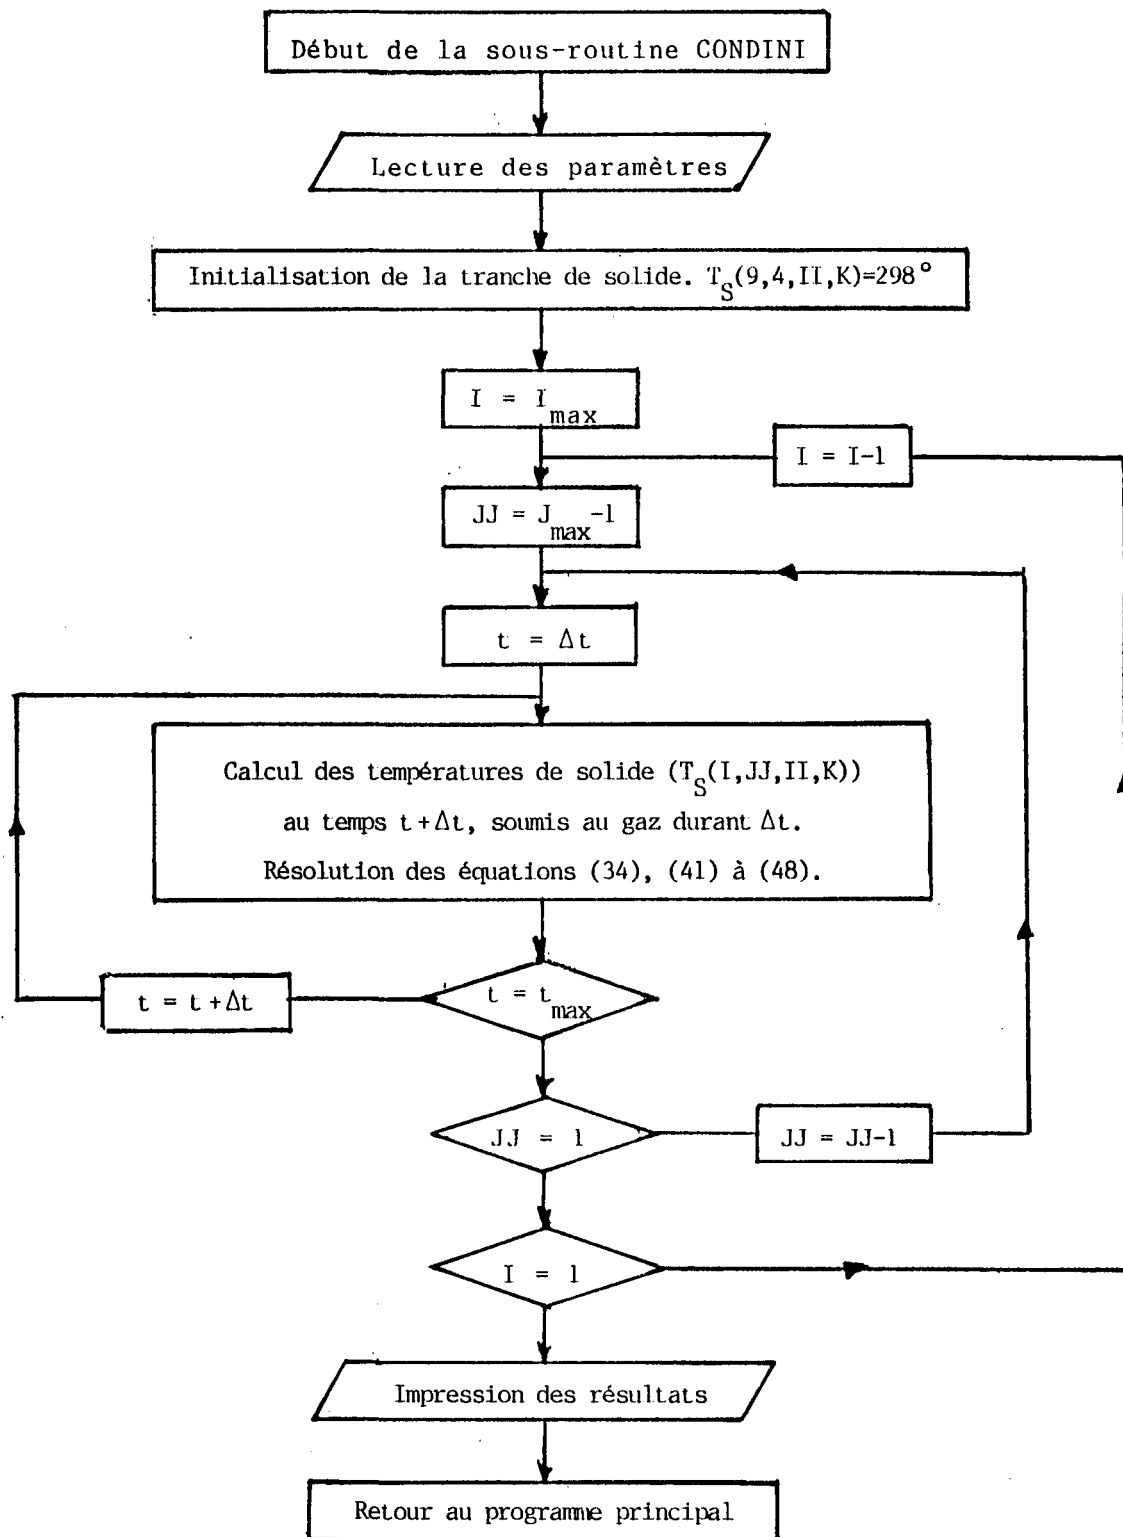 Début de la sous-routine CONDINI
Lecture des paramètres
Initialisation de la tranche de solide. T_S(9,4,II,K)=298°
I = I_max
I = I-1
JJ = J_max-1
t = Δt
Calcul des températures de solide (T_S(I,JJ,II,K))
au temps t+Δt, soumis au gaz durant Δt.
Résolution des équations (34), (41) à (48).
t = t_max
t = t+Δt
JJ = 1
JJ = JJ-1
I = 1
Impression des résultats
Retour au programme principal